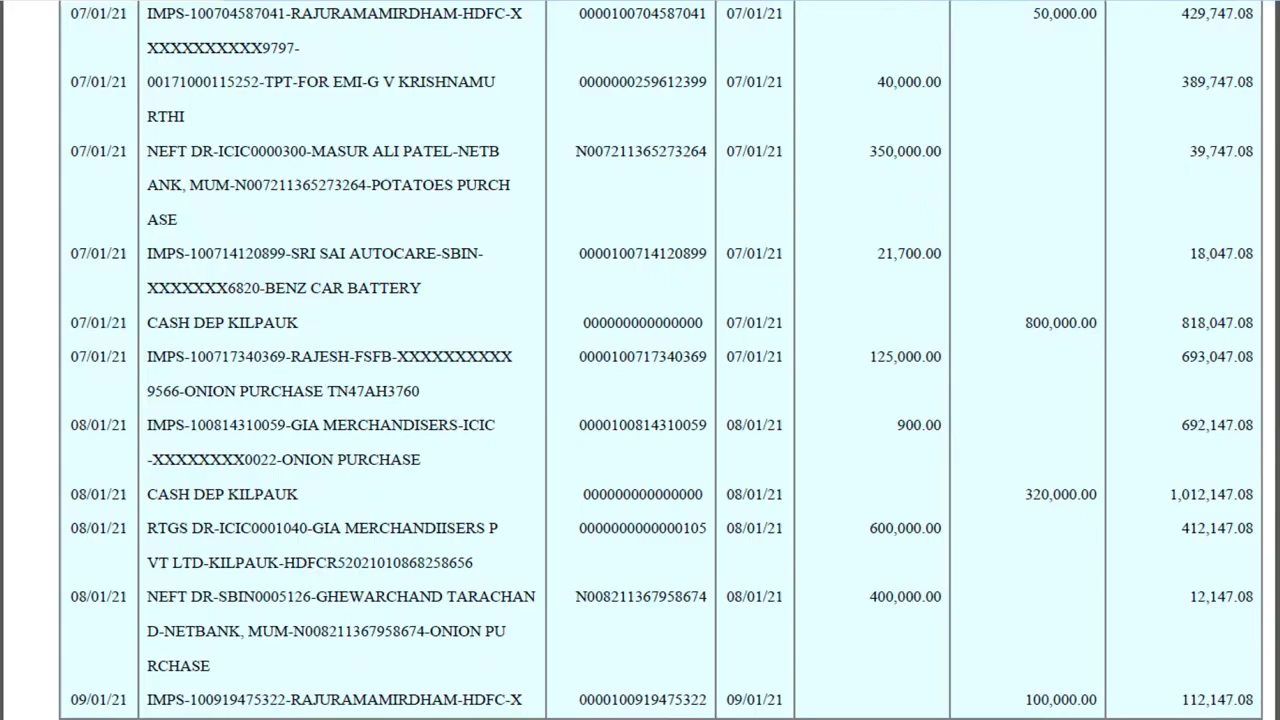 07/01/21 IMPS-100704587041-RAJURAMAMIRDHAM-HDFC-X 0000100704587041 07/01/21 50,000.00 429,747.08
XXXXXXXXXX9797-
07/01/21 00171000115252-TPT-FOR EMI-G V KRISHNAMU 0000000259612399 07/01/21 40,000.00 389,747.08
RTHI
07/01/21 NEFT DR-ICIC0000300-MASUR ALI PATEL-NETB N007211365273264 07/01/21 350,000.00 39,747.08
ANK, MUM-N007211365273264-POTATOES PURCH
ASE
07/01/21 IMPS-100714120899-SRI SAI AUTOCARE-SBIN- 0000100714120899 07/01/21 21,700.00 18,047.08
XXXXXXX6820-BENZ CAR BATTERY
07/01/21 CASH DEP KILPAUK 000000000000000 07/01/21 800,000.00 818,047.08
07/01/21 IMPS-100717340369-RAJESH-FSFB-XXXXXXXXXX 0000100717340369 07/01/21 125,000.00 693,047.08
9566-ONION PURCHASE TN47AH3760
08/01/21 IMPS-100814310059-GIA MERCHANDISERS-ICIC 0000100814310059 08/01/21 900.00 692,147.08
-XXXXXXXX0022-ONION PURCHASE
08/01/21 CASH DEP KILPAUK 000000000000000 08/01/21 320,000.00 1,012,147.08
08/01/21 RTGS DR-ICIC0001040-GIA MERCHANDIISERS P 0000000000000105 08/01/21 600,000.00 412,147.08
VT LTD-KILPAUK-HDFCR52021010868258656
08/01/21 NEFT DR-SBIN0005126-GHEWARCHAND TARACHAN N008211367958674 08/01/21 400,000.00 12,147.08
D-NETBANK, MUM-N008211367958674-ONION PU
RCHASE
09/01/21 IMPS-100919475322-RAJURAMAMIRDHAM-HDFC-X 0000100919475322 09/01/21 100,000.00 112,147.08